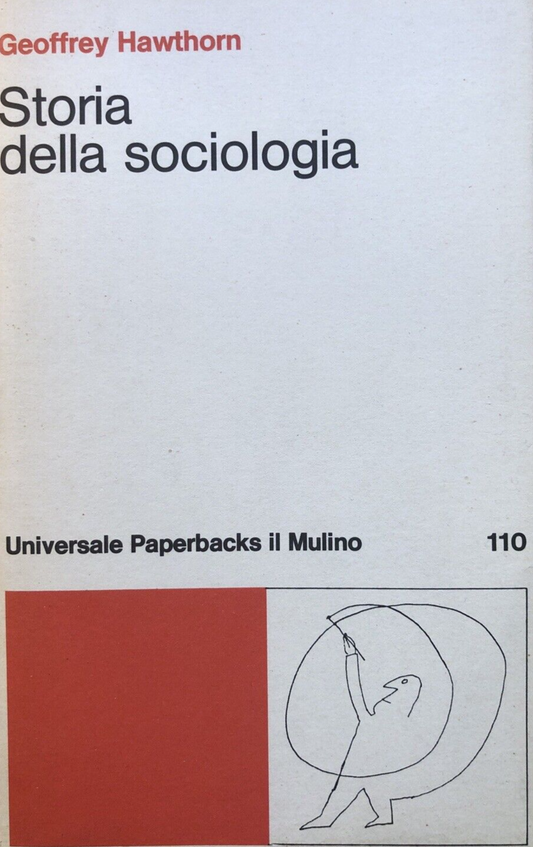 Geoffrey Hawthorn
Storia
della sociologia
Universale Paperbacks il Mulino 110